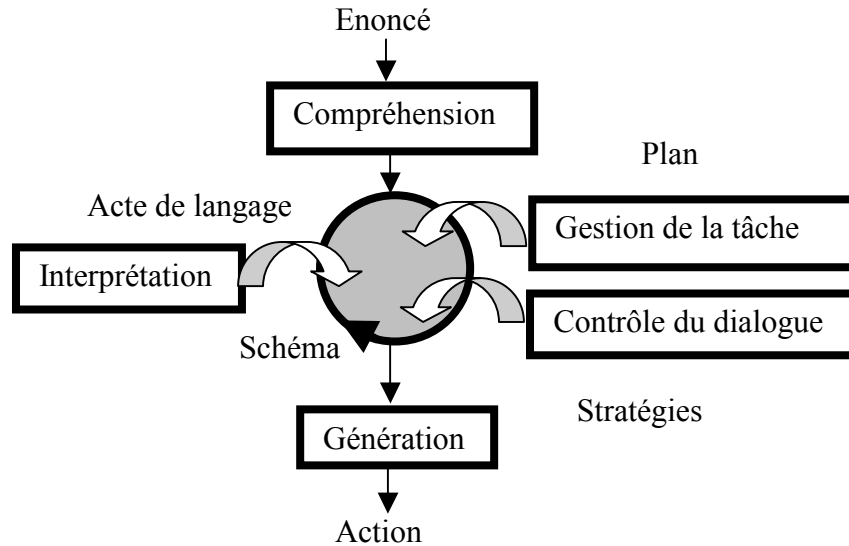 Enoncé
Compréhension
Plan
Acte de langage
Gestion de la tâche
Interprétation
Contrôle du dialogue
Schéma
Stratégies
Génération
Action